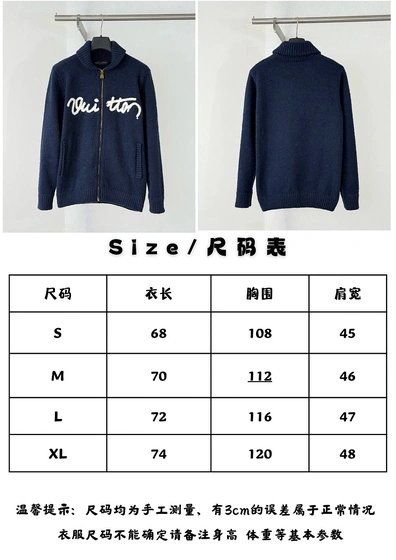 Vuitton
Size/尺码表
尺码 衣长 胸围 肩宽
S 68 108 45
M 70 112 46
L 72 116 47
XL 74 120 48
温馨提示：尺码均为手工测量、有3cm的误差属于正常情况
衣服尺码不能确定请备注身高 体重等基本参数